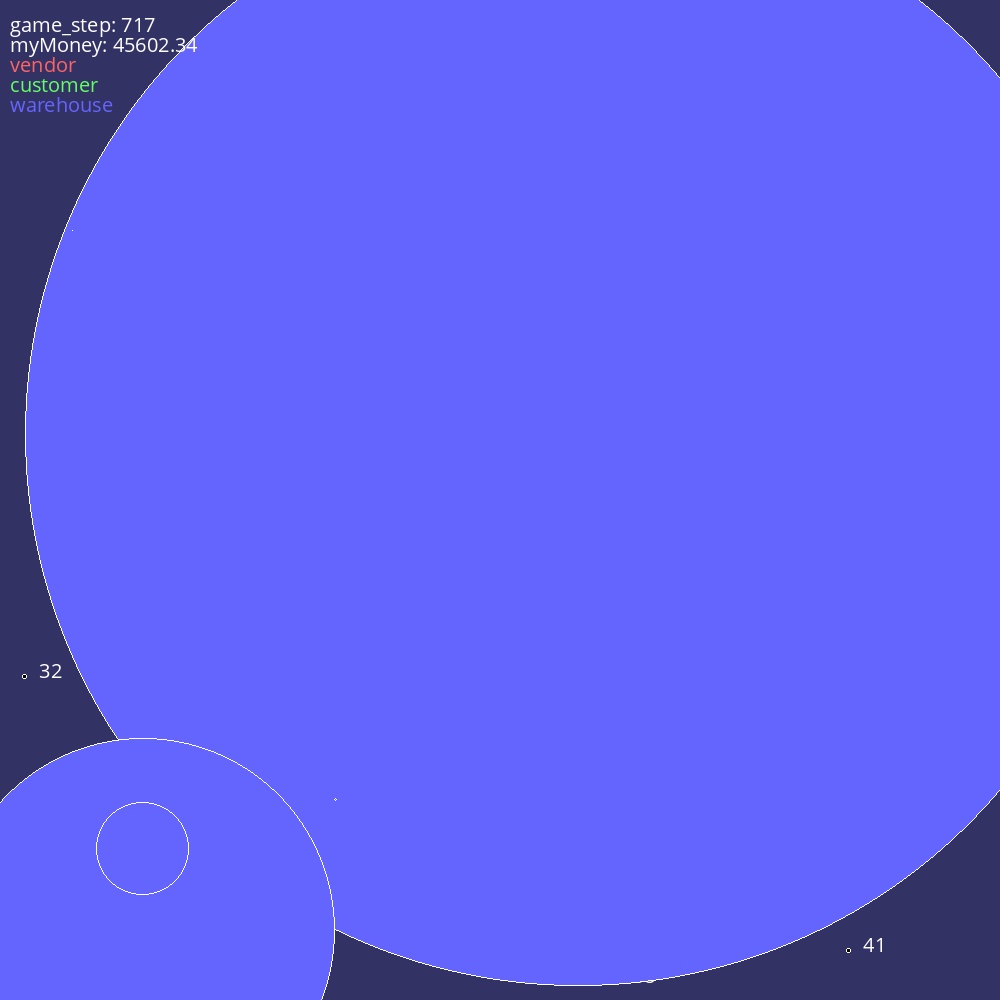 game_step: 717
myMoney: 45602.34
vendor
customer
warehouse
32
41